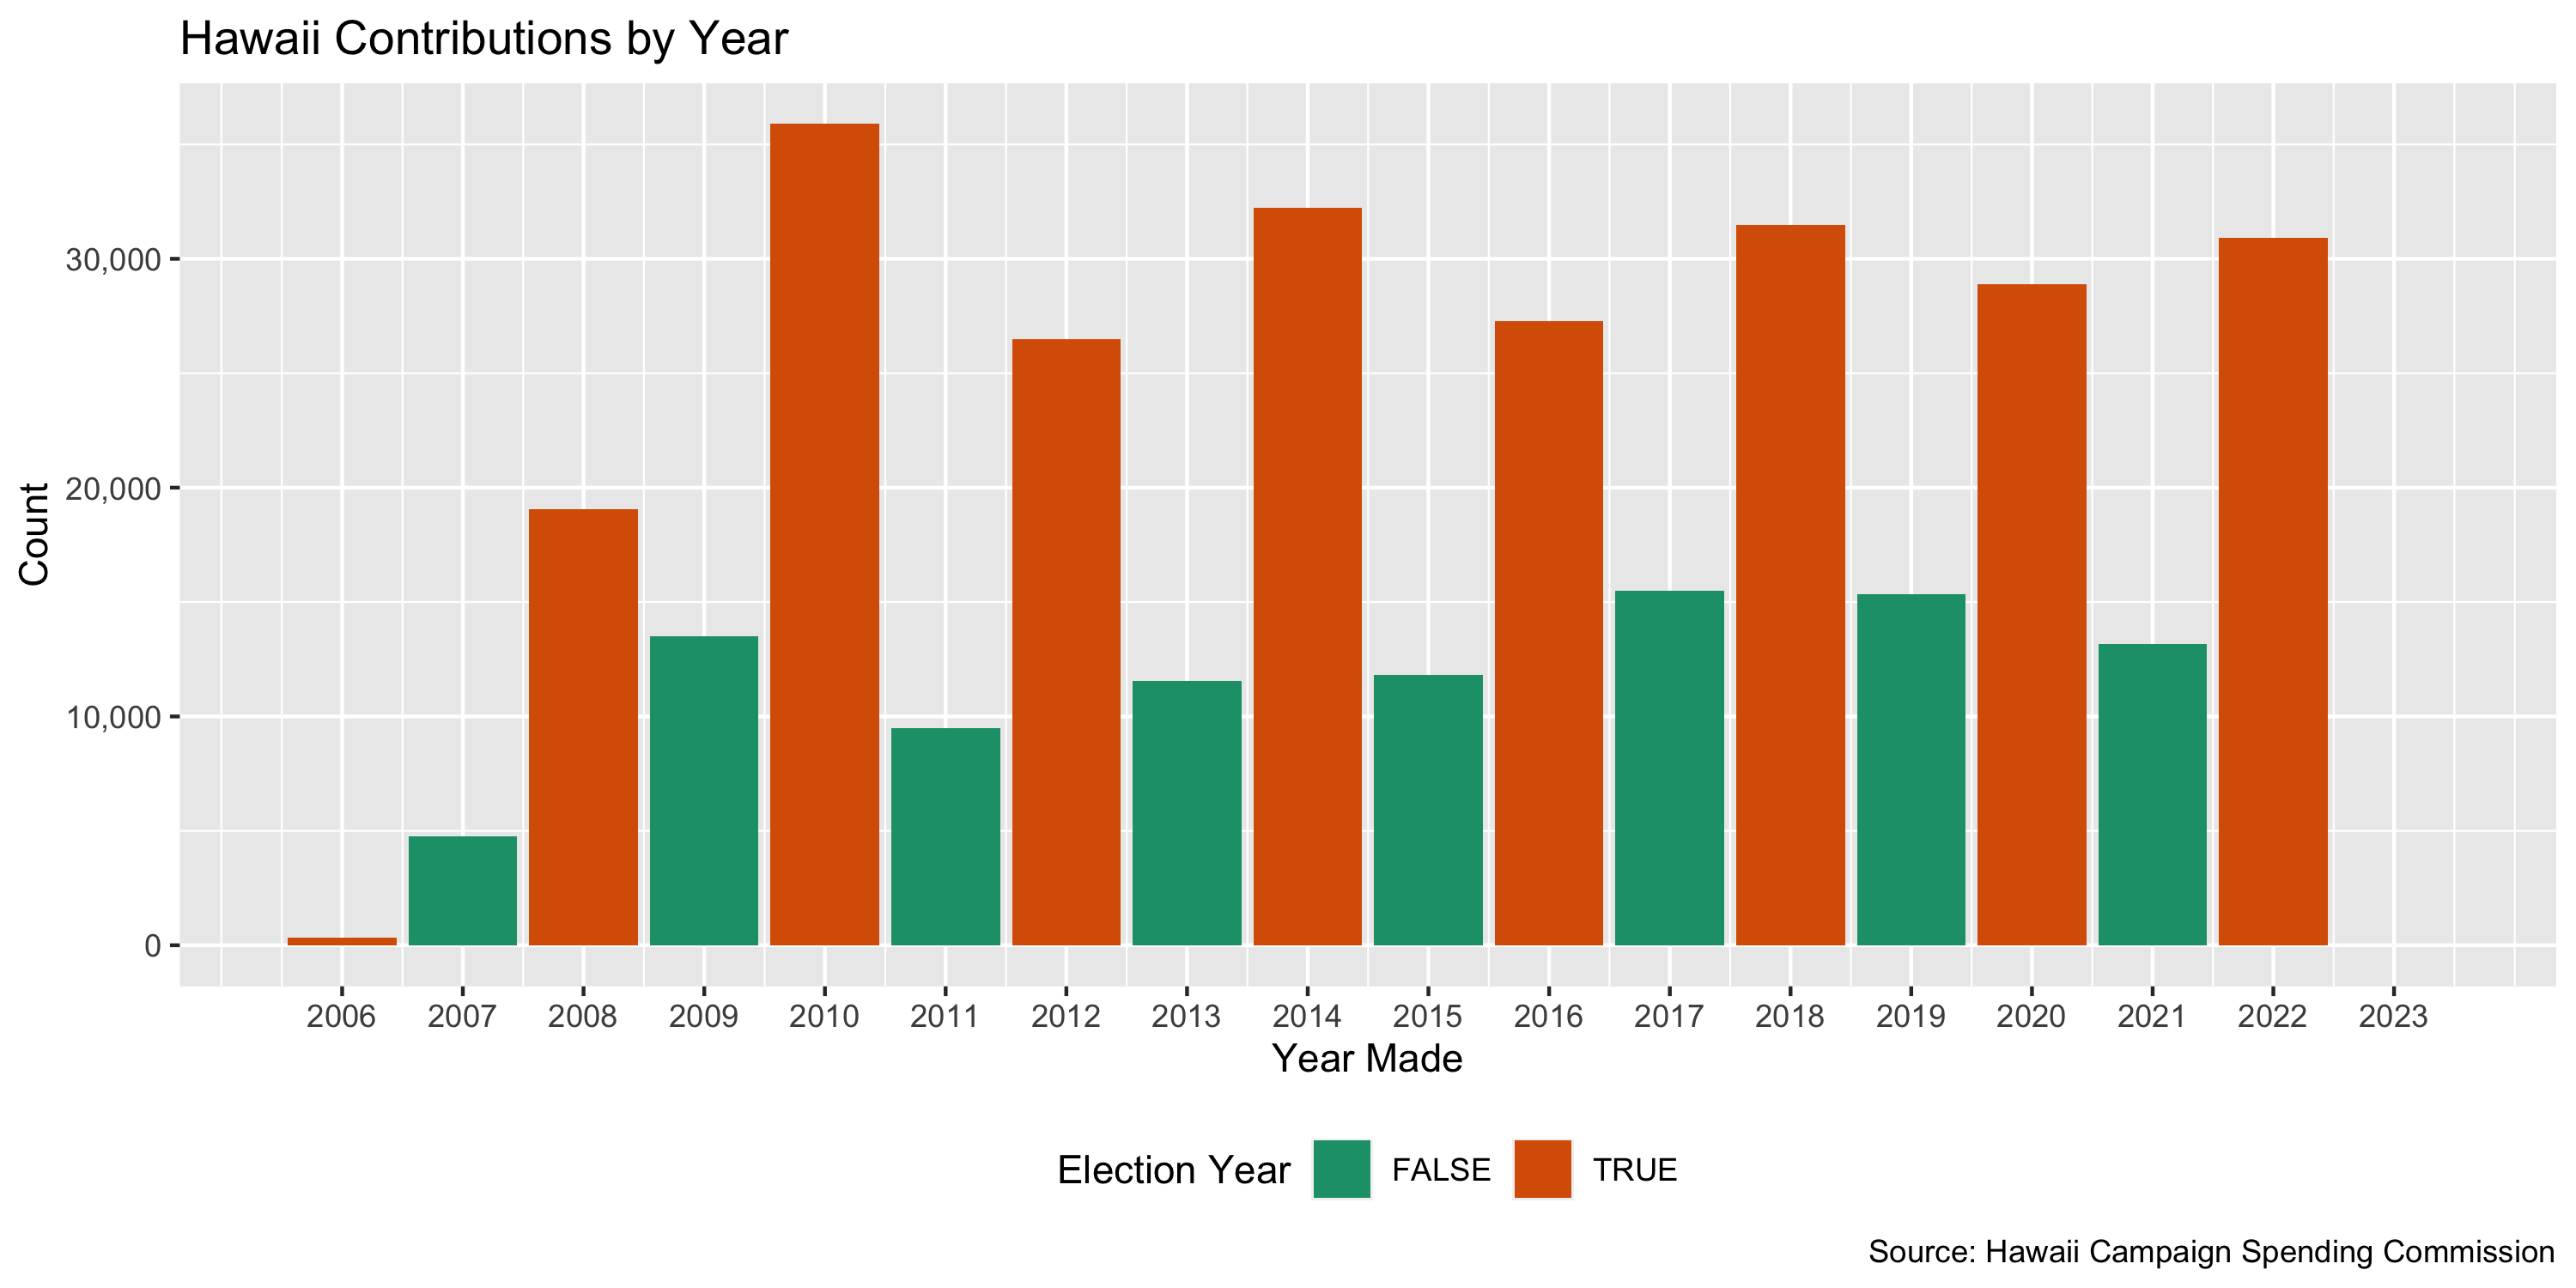 Hawaii Contributions by Year
30,000
20,000
10,000
0
Count
2006 2007 2008 2009 2010 2011 2012 2013 2014 2015 2016 2017 2018 2019 2020 2021 2022 2023
Year Made
Election Year FALSE TRUE
Source: Hawaii Campaign Spending Commission